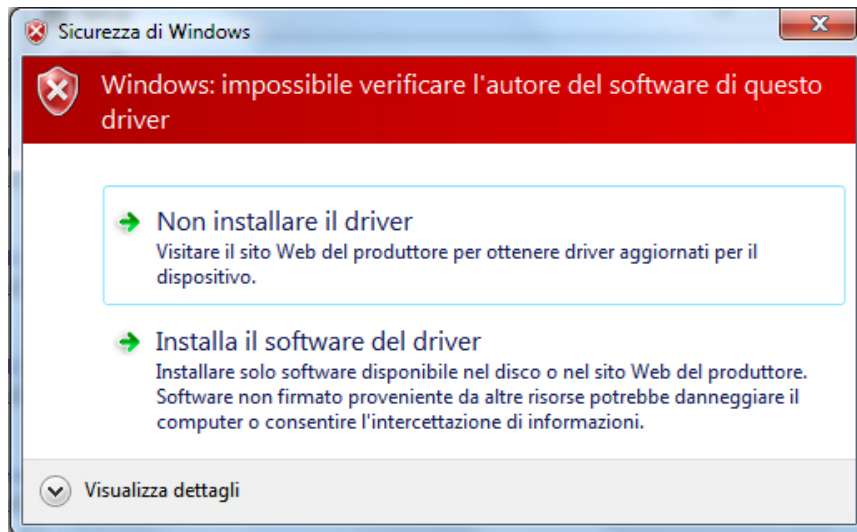 Sicurezza di Windows
Windows: impossibile verificare l'autore del software di questo
driver
Non installare il driver
Visitare il sito Web del produttore per ottenere driver aggiornati per il
dispositivo.
Installa il software del driver
Installare solo software disponibile nel disco o nel sito Web del produttore.
Software non firmato proveniente da altre risorse potrebbe danneggiare il
computer o consentire l'intercettazione di informazioni.
Visualizza dettagli